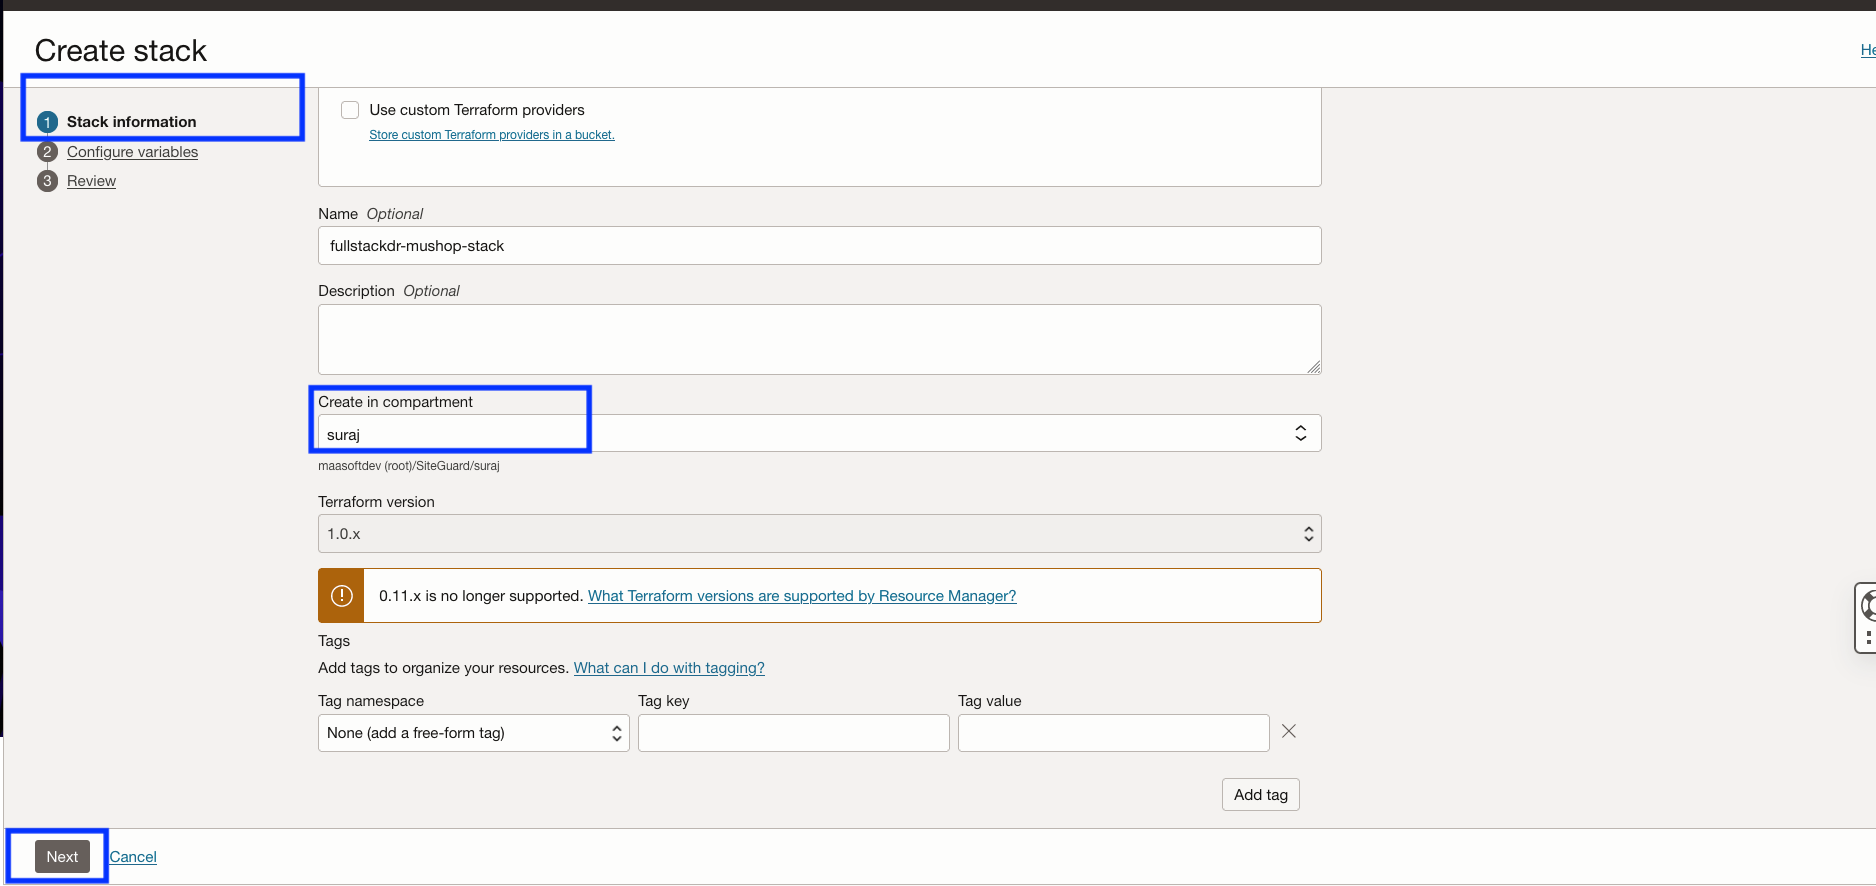 Create stack
He
1 Stack information
2 Configure variables
3 Review
Use custom Terraform providers
Store custom Terraform providers in a bucket.
Name Optional
fullstackdr-mushop-stack
Description Optional
Create in compartment
suraj
maasoftdev (root)/SiteGuard/suraj
Terraform version
1.0.x
0.11.x is no longer supported. What Terraform versions are supported by Resource Manager?
Tags
Add tags to organize your resources. What can I do with tagging?
Tag namespace Tag key Tag value
None (add a free-form tag)
Add tag
Next Cancel